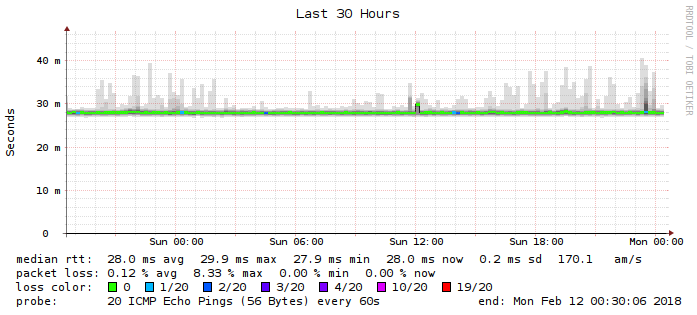 Last 30 Hours
RRDTOOL / TOBI OETIKER
Seconds
40 m
30 m
20 m
10 m
0
Sun 00:00 Sun 06:00 Sun 12:00 Sun 18:00 Mon 00:00
median rtt: 28.0 ms avg 29.9 ms max 27.9 ms min 28.0 ms now 0.2 ms sd 170.1 am/s
packet loss: 0.12 % avg 8.33 % max 0.00 % min 0.00 % now
loss color: 0 1/20 2/20 3/20 4/20 10/20 19/20
probe: 20 ICMP Echo Pings (56 Bytes) every 60s end: Mon Feb 12 00:30:06 2018